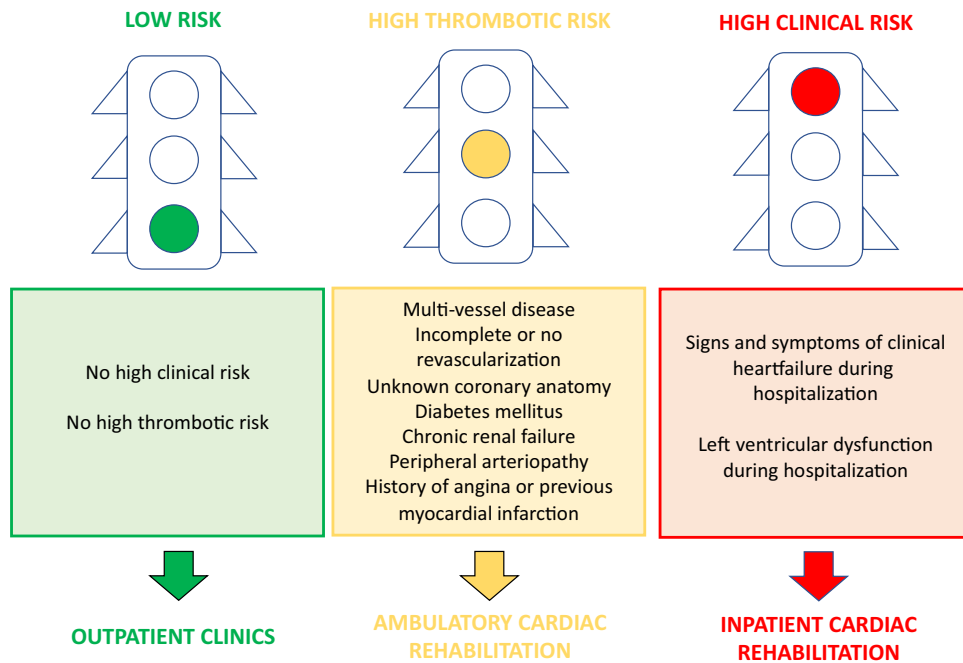 LOW RISK
HIGH THROMBOTIC RISK
HIGH CLINICAL RISK
No high clinical risk
No high thrombotic risk
Multi-vessel disease
Incomplete or no
revascularization
Unknown coronary anatomy
Diabetes mellitus
Chronic renal failure
Peripheral arteriopathy
History of angina or previous
myocardial infarction
Signs and symptoms of clinical
heartfailure during
hospitalization
Left ventricular dysfunction
during hospitalization
OUTPATIENT CLINICS
AMBULATORY CARDIAC
REHABILITATION
INPATIENT CARDIAC
REHABILITATION